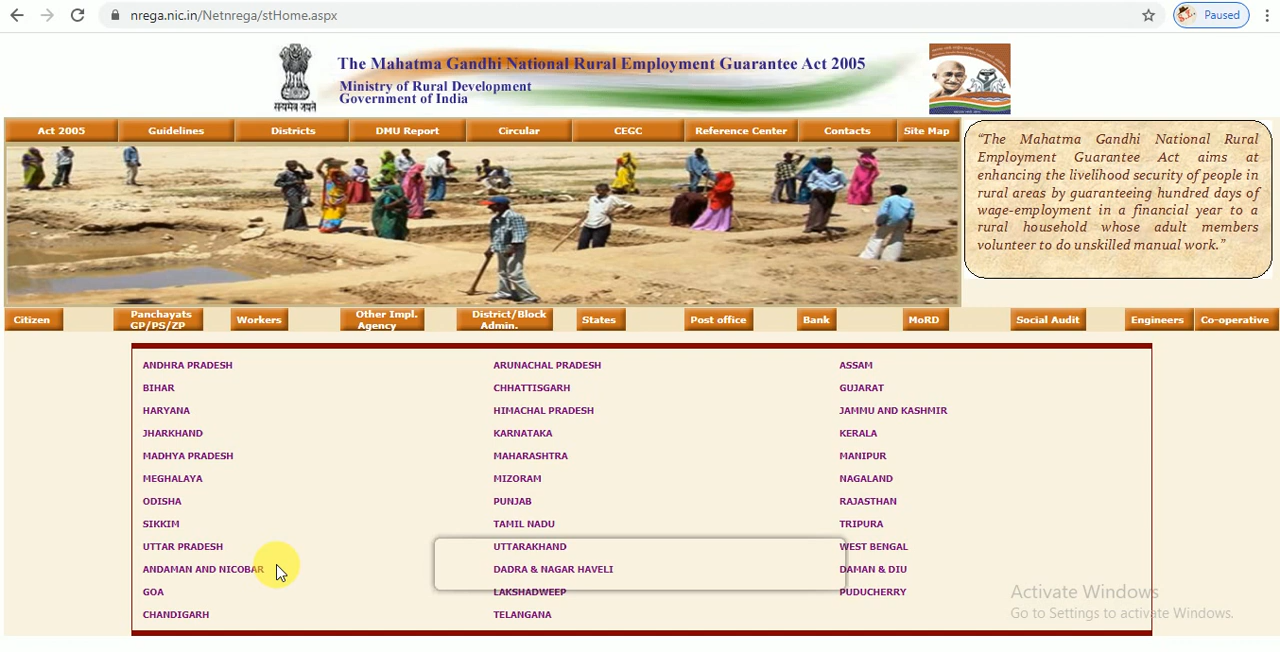 nrega.nic.in/Netnrega/stHome.aspx
Paused
The Mahatma Gandhi National Rural Employment Guarantee Act 2005
Ministry of Rural Development
Government of India
सत्यमेव जयते
Act 2005
Guidelines
Districts
DMU Report
Circular
CEGC
Reference Center
Contacts
Site Map
“The Mahatma Gandhi National Rural
Employment Guarantee Act aims at
enhancing the livelihood security of people in
rural areas by guaranteeing hundred days of
wage-employment in a financial year to a
rural household whose adult members
volunteer to do unskilled manual work.”
Citizen
Panchayats
GP/PS/ZP
Workers
Other Impl.
Agency
District/Block
Admin.
States
Post office
Bank
MoRD
Social Audit
Engineers
Co-operative
ANDHRA PRADESH
ARUNACHAL PRADESH
ASSAM
BIHAR
CHHATTISGARH
GUJARAT
HARYANA
HIMACHAL PRADESH
JAMMU AND KASHMIR
JHARKHAND
KARNATAKA
KERALA
MADHYA PRADESH
MAHARASHTRA
MANIPUR
MEGHALAYA
MIZORAM
NAGALAND
ODISHA
PUNJAB
RAJASTHAN
SIKKIM
TAMIL NADU
TRIPURA
UTTAR PRADESH
UTTARAKHAND
WEST BENGAL
ANDAMAN AND NICOBAR
DADRA & NAGAR HAVELI
DAMAN & DIU
GOA
LAKSHADWEEP
PUDUCHERRY
CHANDIGARH
TELANGANA
Activate Windows
Go to Settings to activate Windows.